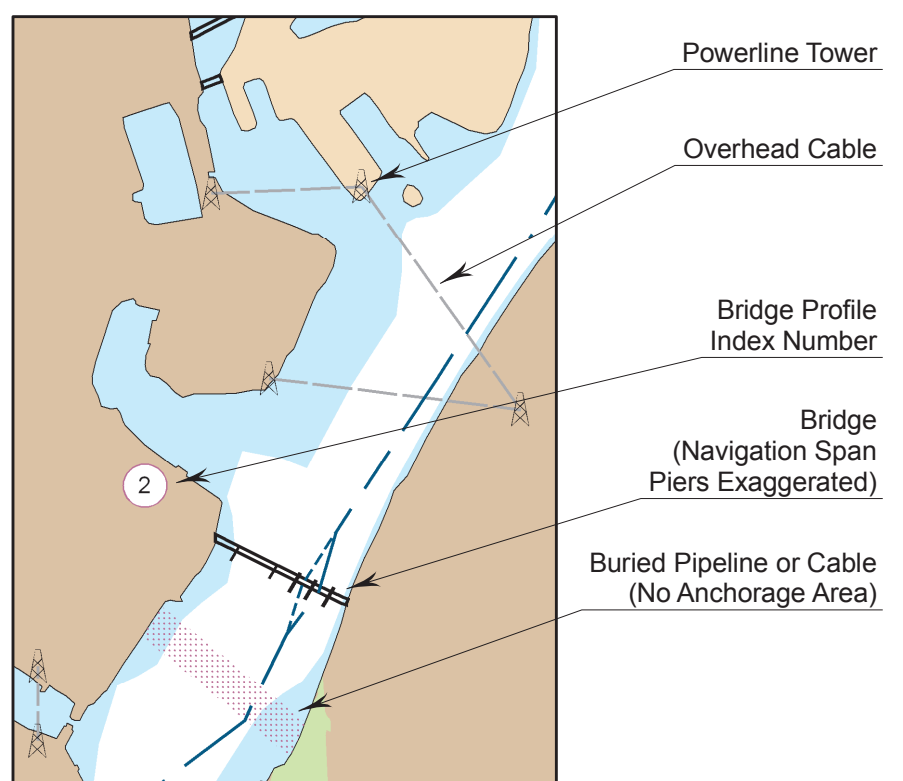 Powerline Tower
Overhead Cable
Bridge Profile
Index Number
Bridge
(Navigation Span
Piers Exaggerated)
2
Buried Pipeline or Cable
(No Anchorage Area)